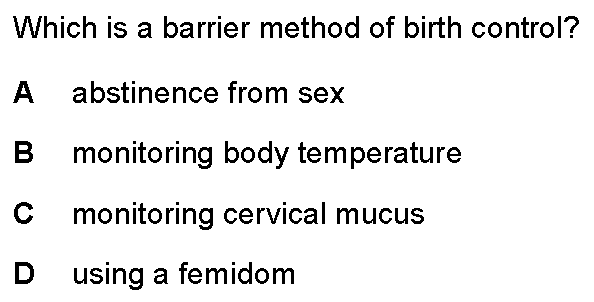 Which is a barrier method of birth control?
A abstinence from sex
B monitoring body temperature
C monitoring cervical mucus
D using a femidom